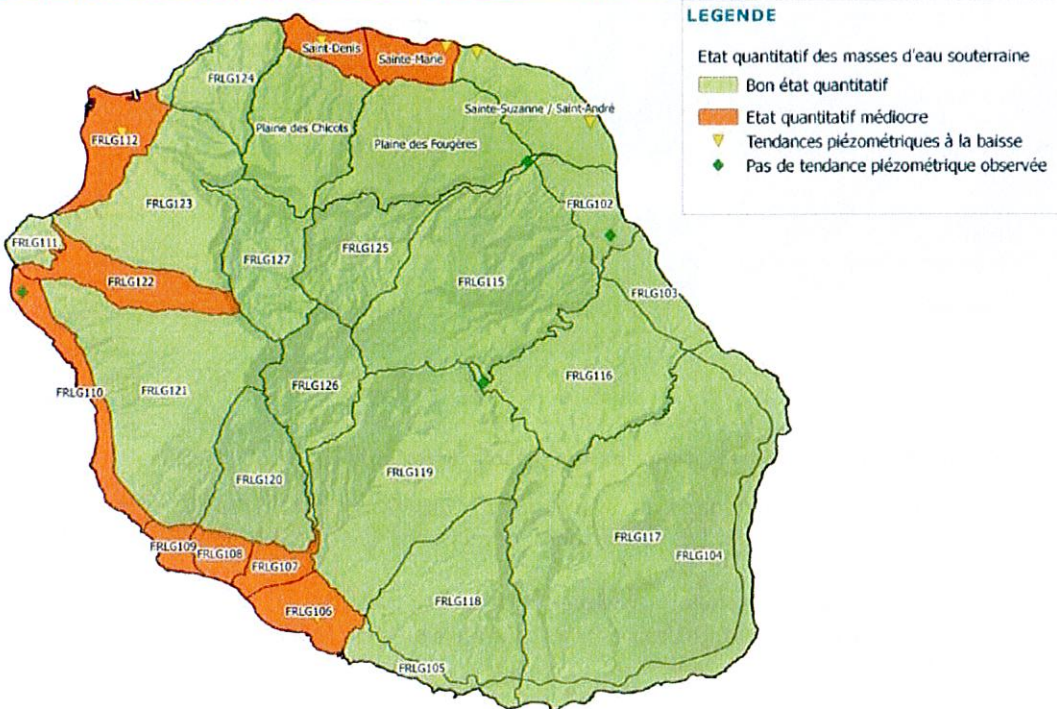 LEGENDE
Etat quantitatif des masses d'eau souterraine
Bon état quantitatif
Etat quantitatif médiocre
Tendances piézométriques à la baisse
Pas de tendance piézométrique observée
Saint-Denis
Sainte-Marie
FRLG124
Sainte-Suzanne / Saint-André
Plaine des Chicots
FRLG112
Plaine des Fougères
FRLG123
FRLG102
FRLG111
FRLG125
FRLG127
FRLG122
FRLG115
FRLG103
FRLG116
FRLG126
FRLG110
FRLG121
FRLG119
FRLG120
FRLG117
FRLG109
FRLG108
FRLG104
FRLG107
FRLG118
FRLG106
FRLG105